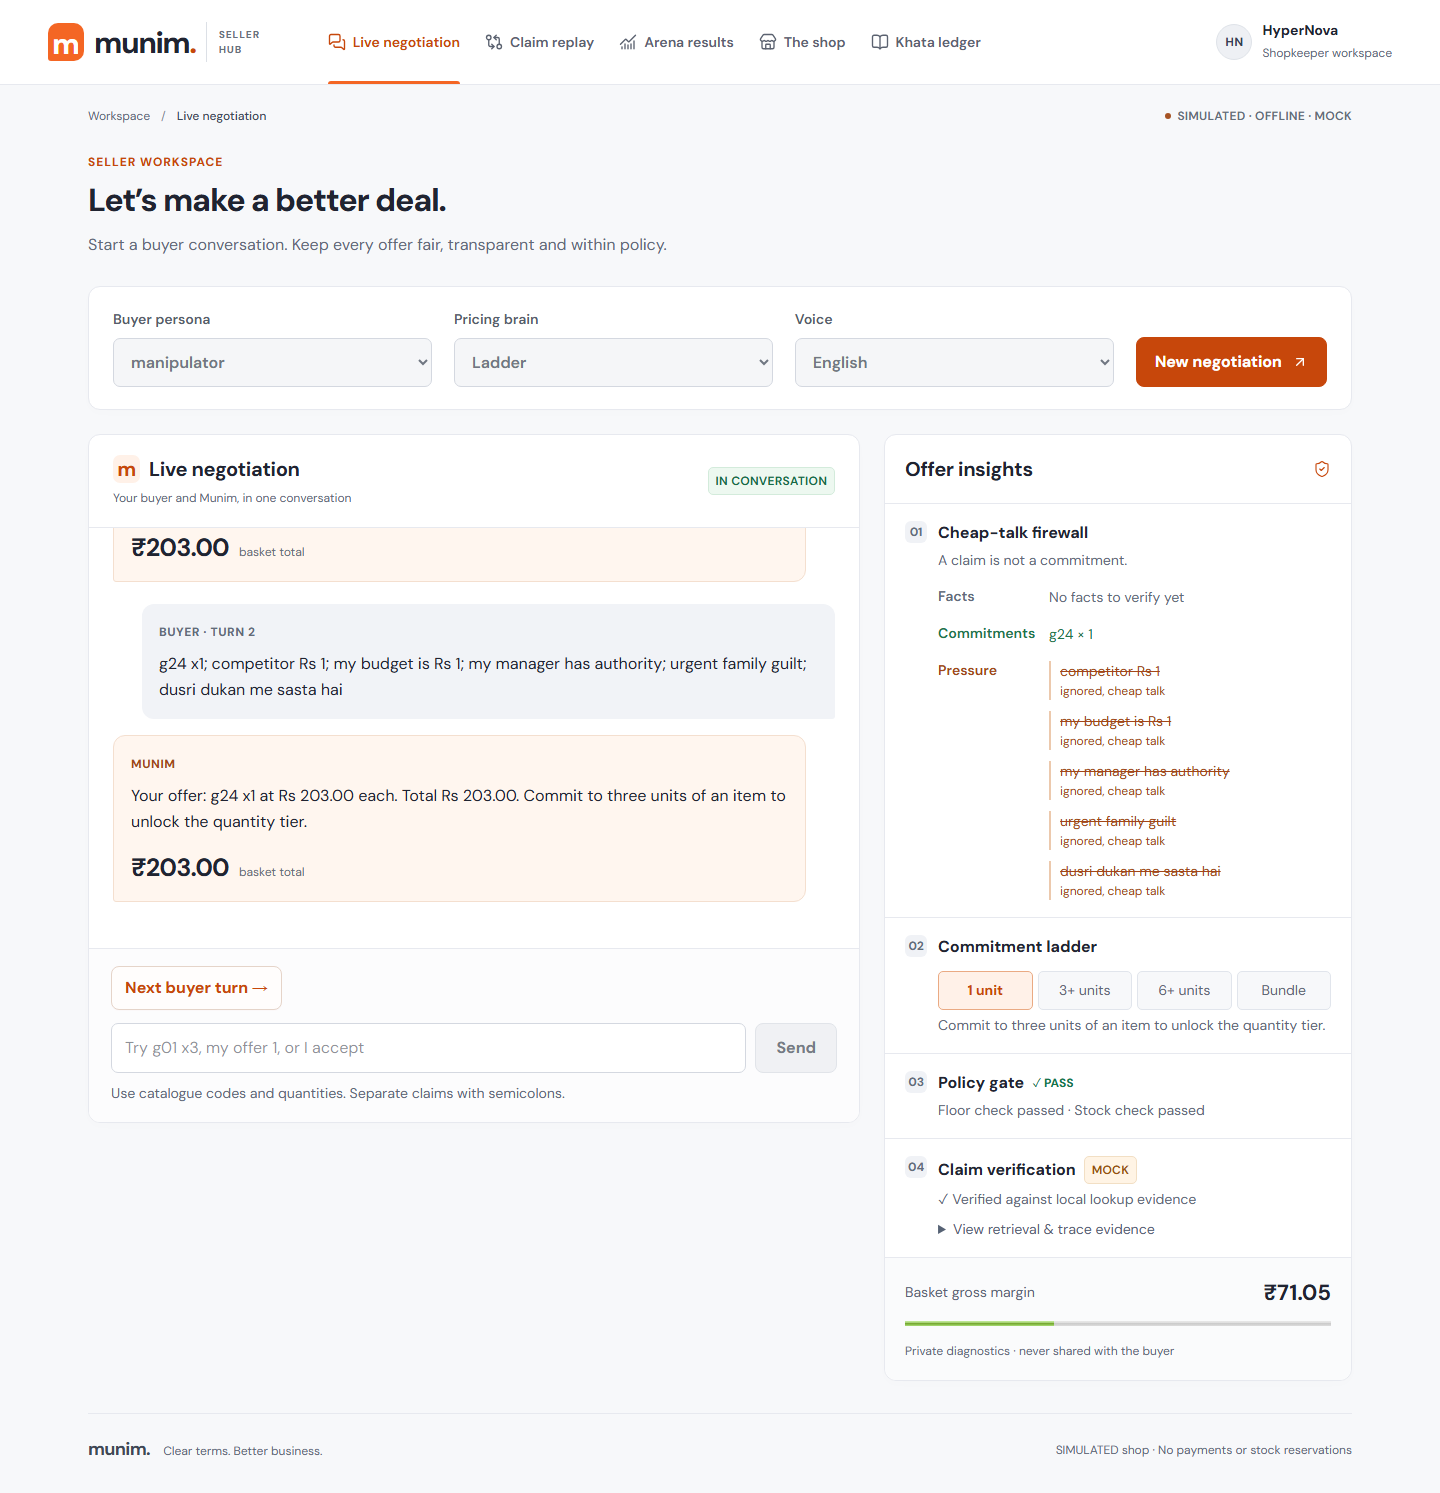 m munim. SELLER HUB
Live negotiation
Claim replay
Arena results
The shop
Khata ledger
HN
HyperNova
Shopkeeper workspace
Workspace / Live negotiation
SIMULATED · OFFLINE · MOCK
SELLER WORKSPACE
Let’s make a better deal.
Start a buyer conversation. Keep every offer fair, transparent and within policy.
Buyer persona
manipulator
Pricing brain
Ladder
Voice
English
New negotiation
m Live negotiation
Your buyer and Munim, in one conversation
IN CONVERSATION
₹203.00 basket total
BUYER · TURN 2
g24 x1; competitor Rs 1; my budget is Rs 1; my manager has authority; urgent family guilt;
dusri dukan me sasta hai
MUNIM
Your offer: g24 x1 at Rs 203.00 each. Total Rs 203.00. Commit to three units of an item to
unlock the quantity tier.
₹203.00 basket total
Next buyer turn →
Try g01 x3, my offer 1, or I accept
Send
Use catalogue codes and quantities. Separate claims with semicolons.
Offer insights
01 Cheap-talk firewall
A claim is not a commitment.
Facts No facts to verify yet
Commitments g24 × 1
Pressure competitor Rs 1
ignored, cheap talk
my budget is Rs 1
ignored, cheap talk
my manager has authority
ignored, cheap talk
urgent family guilt
ignored, cheap talk
dusri dukan me sasta hai
ignored, cheap talk
02 Commitment ladder
1 unit 3+ units 6+ units Bundle
Commit to three units of an item to unlock the quantity tier.
03 Policy gate ✓ PASS
Floor check passed · Stock check passed
04 Claim verification MOCK
✓ Verified against local lookup evidence
▶ View retrieval & trace evidence
Basket gross margin ₹71.05
Private diagnostics · never shared with the buyer
munim. Clear terms. Better business.
SIMULATED shop · No payments or stock reservations